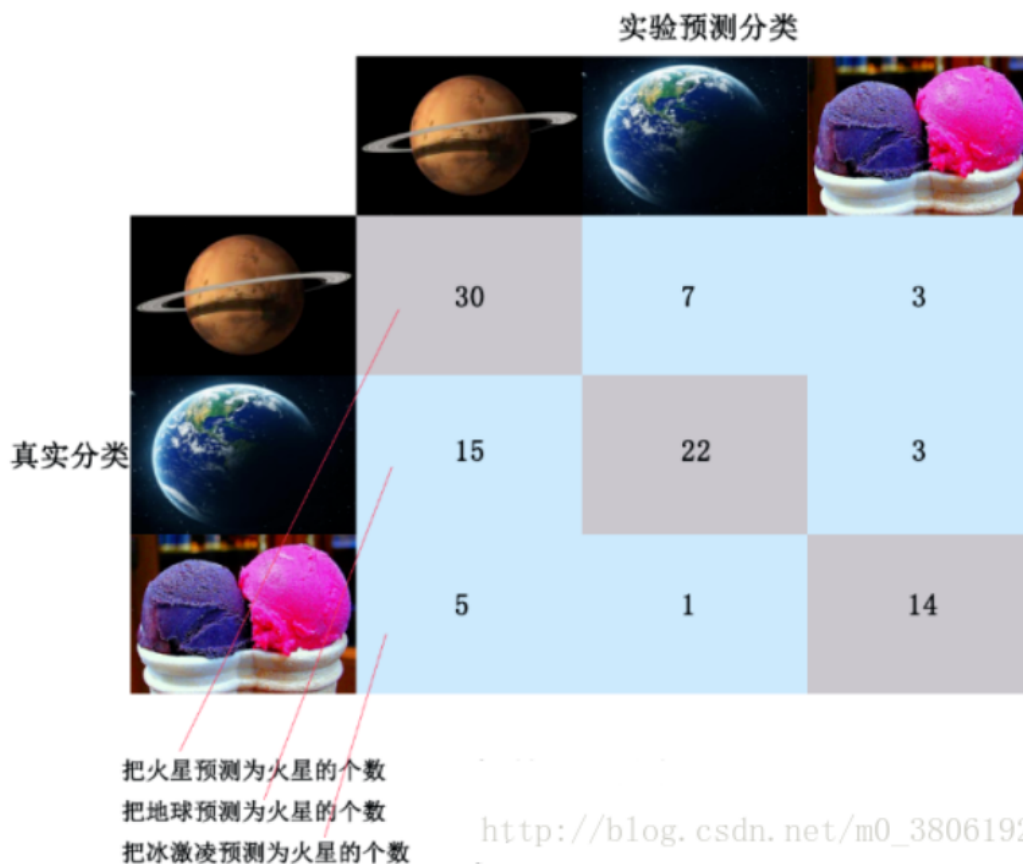 实验预测分类
30 7 3
真实分类
15 22 3
5 1 14
把火星预测为火星的个数
把地球预测为火星的个数
把冰激凌预测为火星的个数
http://blog.csdn.net/m0_3806192